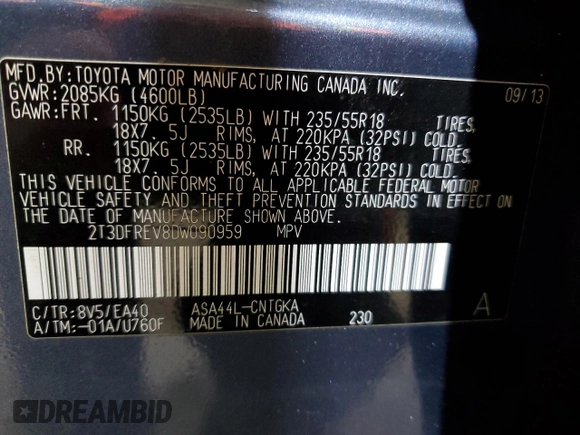 MFD.BY:TOYOTA MOTOR MANUFACTURING CANADA INC.
GVWR:2085KG (4600LB) 09/13
GAWR:FRT. 1150KG (2535LB) WITH 235/55R18 TIRES,
18X7. 5J RIMS, AT 220KPA (32PSI) COLD.
RR. 1150KG (2535LB) WITH 235/55R18 TIRES,
18X7. 5J RIMS, AT 220KPA (32PSI) COLD.
THIS VEHICLE CONFORMS TO ALL APPLICABLE FEDERAL MOTOR
VEHICLE SAFETY AND THEFT PREVENTION STANDARDS IN EFFECT ON
THE DATE OF MANUFACTURE SHOWN ABOVE.
2T3DFREV8DW090959 MPV
C/TR:8V5/EA40 ASA44L-CNTGKA A
A/TM:-01A/U760F MADE IN CANADA 230
DREAMBID